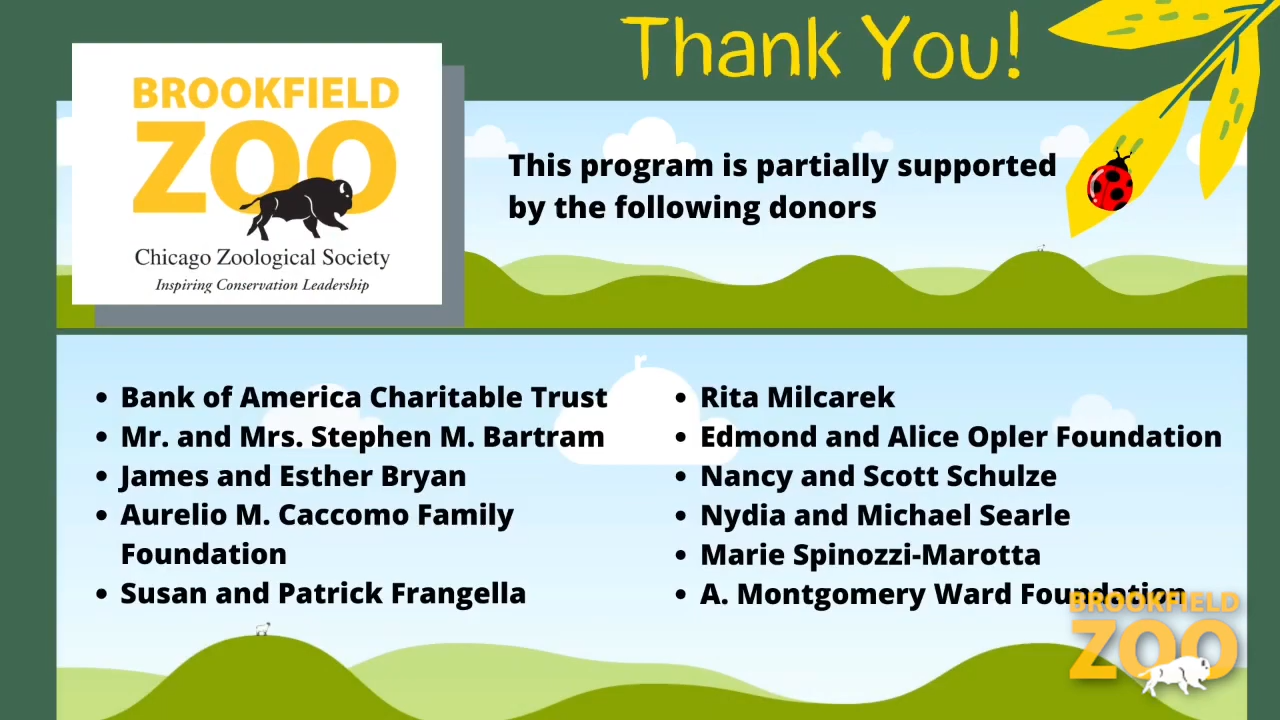 Thank You!
BROOKFIELD
ZOO
Chicago Zoological Society
Inspiring Conservation Leadership
This program is partially supported
by the following donors
• Bank of America Charitable Trust
• Mr. and Mrs. Stephen M. Bartram
• James and Esther Bryan
• Aurelio M. Caccomo Family
Foundation
• Susan and Patrick Frangella
• Rita Milcarek
• Edmond and Alice Opler Foundation
• Nancy and Scott Schulze
• Nydia and Michael Searle
• Marie Spinozzi-Marotta
• A. Montgomery Ward Foundation
BROOKFIELD
ZOO